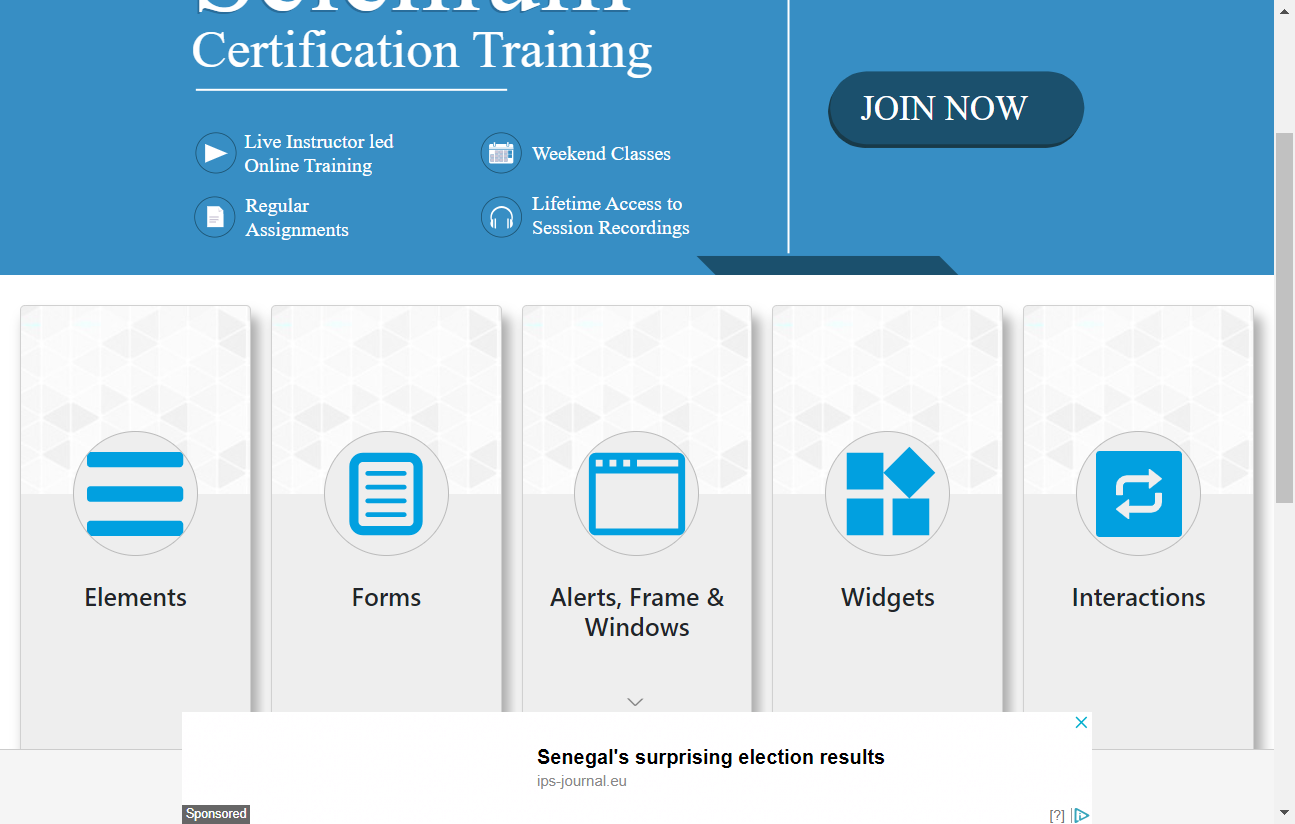 Selenium
Certification Training
JOIN NOW
Live Instructor led
Online Training
Weekend Classes
Regular
Assignments
Lifetime Access to
Session Recordings
Elements
Forms
Alerts, Frame &
Windows
Widgets
Interactions
Senegal's surprising election results
ips-journal.eu
Sponsored
[?]